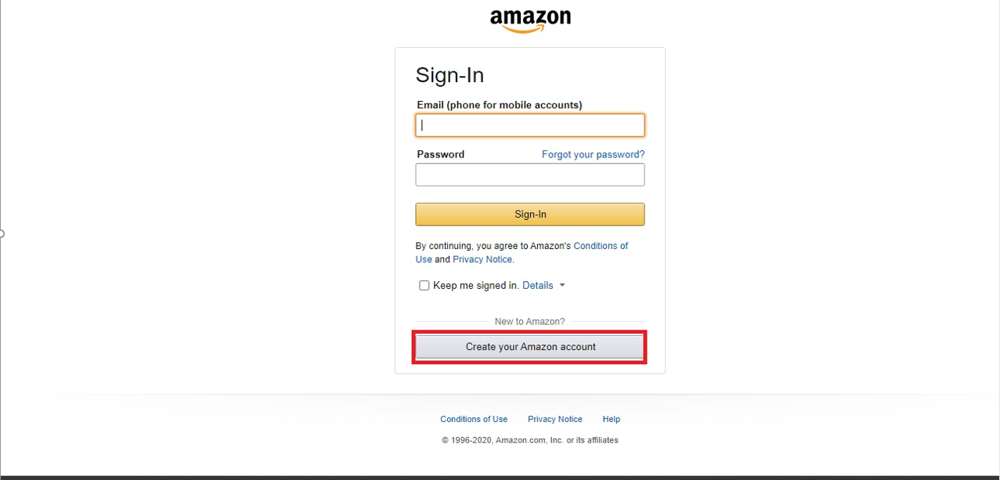 amazon
Sign-In
Email (phone for mobile accounts)
Password
Forgot your password?
Sign-In
By continuing, you agree to Amazon's Conditions of
Use and Privacy Notice.
Keep me signed in. Details
New to Amazon?
Create your Amazon account
Conditions of Use
Privacy Notice
Help
© 1996-2020, Amazon.com, Inc. or its affiliates